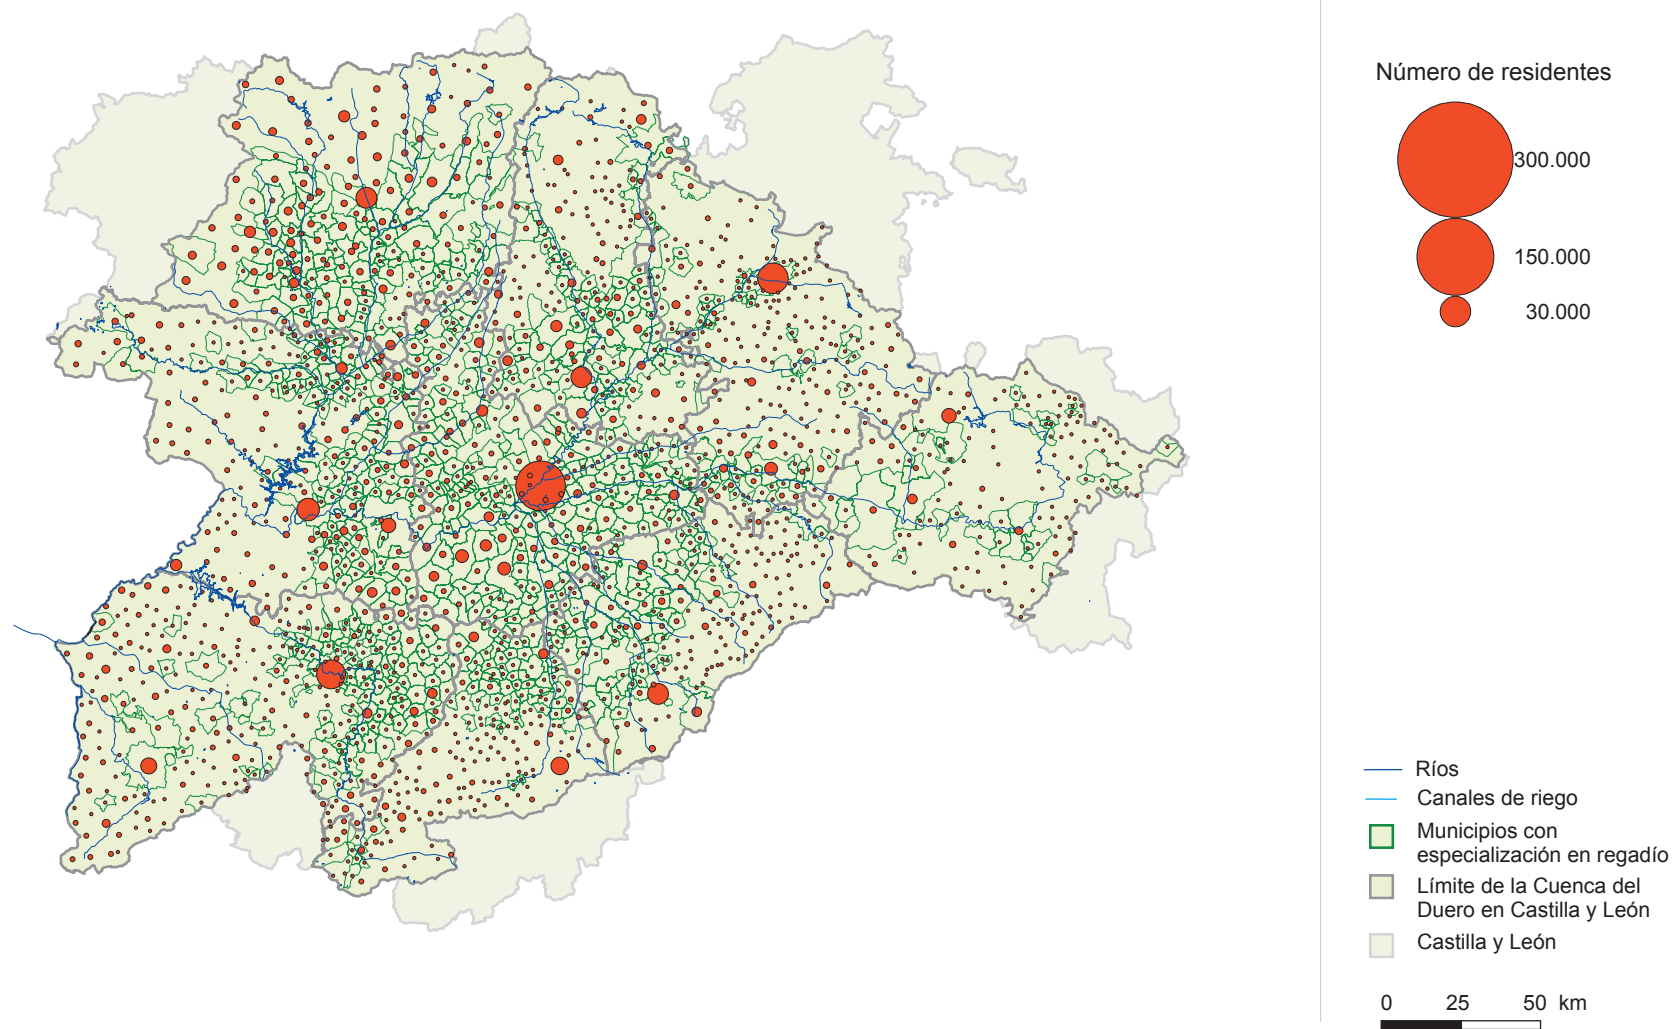 Número de residentes
300.000
150.000
30.000
Ríos
Canales de riego
Municipios con
especialización en regadío
Límite de la Cuenca del
Duero en Castilla y León
Castilla y León
0 25 50 km